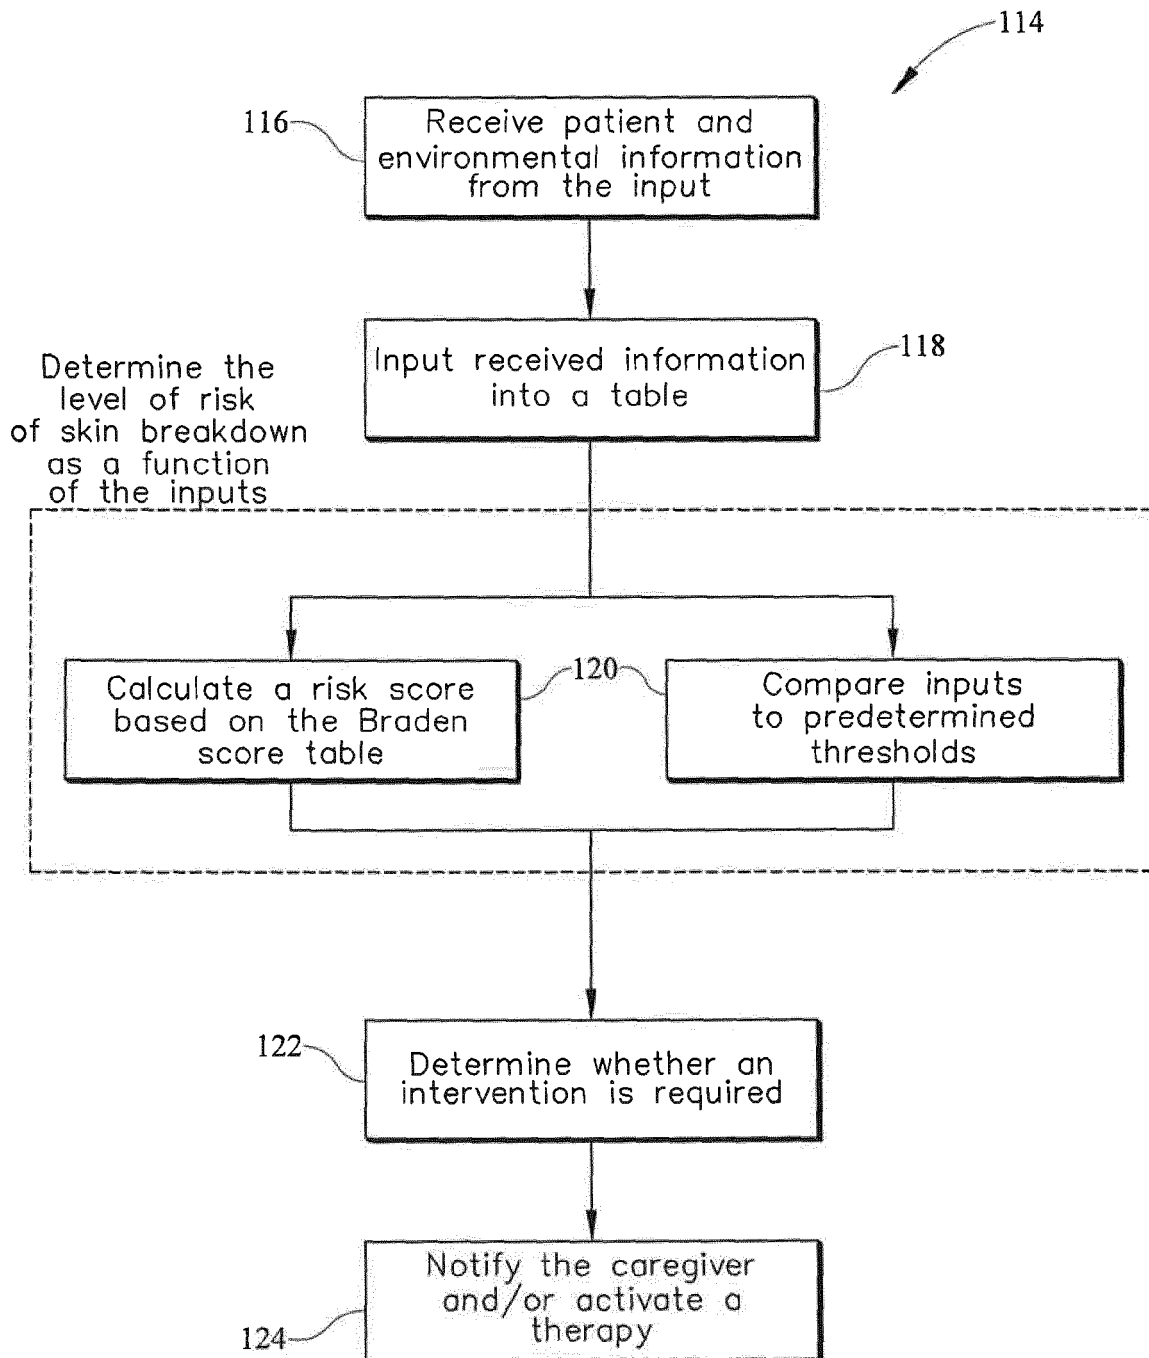 114
116
Receive patient and
environmental information
from the input
118
Input received information
into a table
Determine the
level of risk
of skin breakdown
as a function
of the inputs
120
Calculate a risk score
based on the Braden
score table
Compare inputs
to predetermined
thresholds
122
Determine whether an
intervention is required
124
Notify the caregiver
and/or activate a
therapy